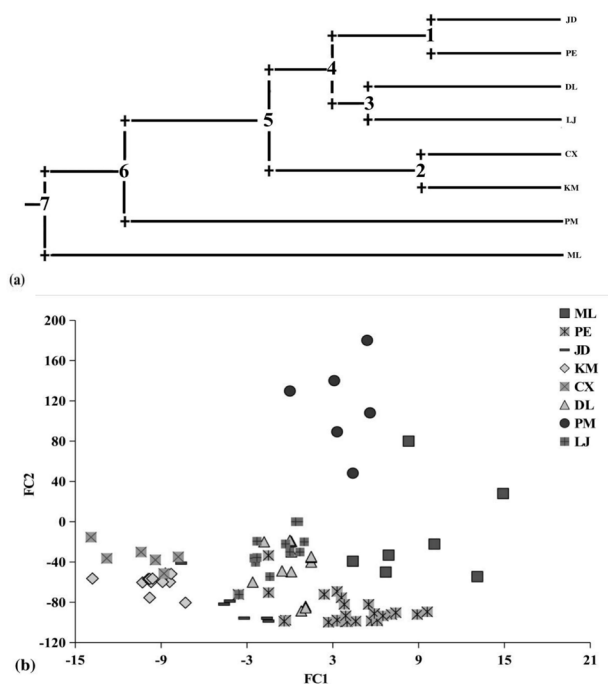 JD
1
PE
4
DL
3
LJ
5
CX
2
6
KM
7
PM
ML
(a)
200
160
120
80
40
0
-40
-80
-120
FC2
-15
-9
-3
3
9
15
21
FC1
ML
PE
JD
KM
CX
DL
PM
LJ
(b)